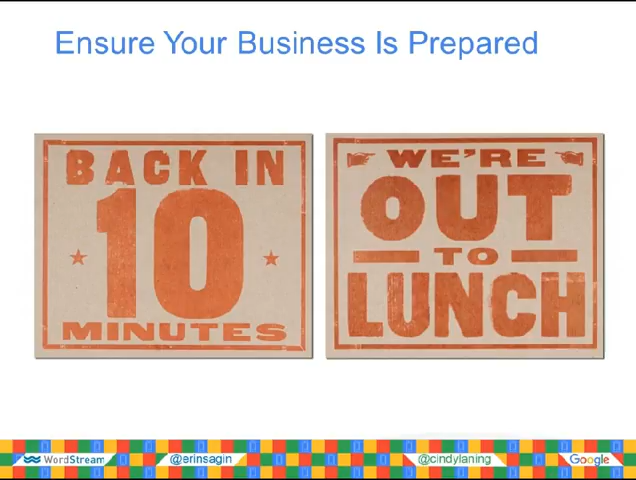 Ensure Your Business Is Prepared
BACK IN
10
MINUTES
WE'RE
OUT
TO
LUNCH
WordStream
@erinsagin
@cindylaning
Google